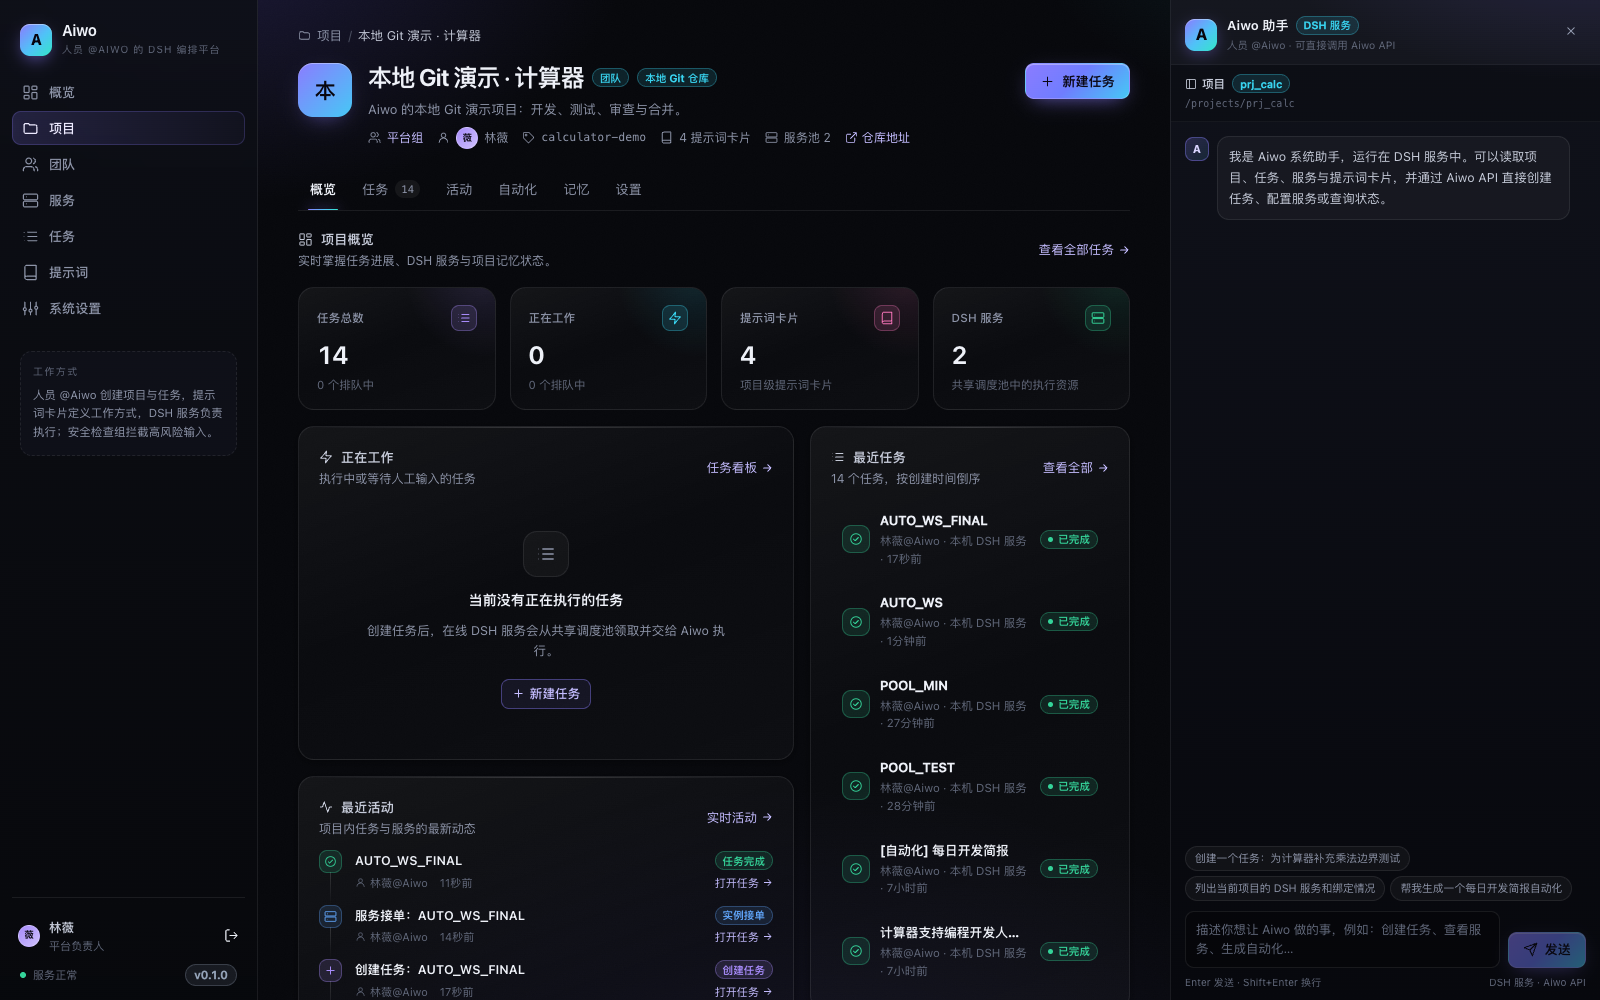 A
Aiwo
人员 @AIWO 的 DSH 编排平台
概览
项目
团队
服务
任务
提示词
系统设置
工作方式
人员 @Aiwo 创建项目与任务，提示
词卡片定义工作方式，DSH 服务负责
执行；安全检查组拦截高风险输入。
薇
林薇
平台负责人
服务正常
v0.1.0
项目 / 本地 Git 演示 · 计算器
本
本地 Git 演示 · 计算器 团队 本地 Git 仓库
Aiwo 的本地 Git 演示项目：开发、测试、审查与合并。
平台组 薇 林薇 calculator-demo 4 提示词卡片 服务池 2 仓库地址
新建任务
概览 任务 14 活动 自动化 记忆 设置
项目概览
实时掌握任务进展、DSH 服务与项目记忆状态。
查看全部任务 →
任务总数
14
0 个排队中
正在工作
0
0 个排队中
提示词卡片
4
项目级提示词卡片
DSH 服务
2
共享调度池中的执行资源
正在工作
执行中或等待人工输入的任务
任务看板 →
当前没有正在执行的任务
创建任务后，在线 DSH 服务会从共享调度池领取并交给 Aiwo 执
行。
+ 新建任务
最近活动
项目内任务与服务的最新动态
实时活动 →
AUTO_WS_FINAL
任务完成
林薇@Aiwo 11秒前
打开任务 →
服务接单：AUTO_WS_FINAL
实例接单
林薇@Aiwo 14秒前
打开任务 →
创建任务：AUTO_WS_FINAL
创建任务
林薇@Aiwo 17秒前
打开任务 →
最近任务
14 个任务，按创建时间倒序
查看全部 →
AUTO_WS_FINAL
林薇@Aiwo · 本机 DSH 服务
· 17秒前
已完成
AUTO_WS
林薇@Aiwo · 本机 DSH 服务
· 1分钟前
已完成
POOL_MIN
林薇@Aiwo · 本机 DSH 服务
· 27分钟前
已完成
POOL_TEST
林薇@Aiwo · 本机 DSH 服务
· 28分钟前
已完成
[自动化] 每日开发简报
林薇@Aiwo · 本机 DSH 服务
· 7小时前
已完成
计算器支持编程开发人...
林薇@Aiwo · 本机 DSH 服务
· 7小时前
已完成
A
Aiwo 助手 DSH 服务
人员 @Aiwo · 可直接调用 Aiwo API
项目 prj_calc
/projects/prj_calc
A
我是 Aiwo 系统助手，运行在 DSH 服务中。可以读取项
目、任务、服务与提示词卡片，并通过 Aiwo API 直接创建
任务、配置服务或查询状态。
创建一个任务：为计算器补充乘法边界测试
列出当前项目的 DSH 服务和绑定情况
帮我生成一个每日开发简报自动化
描述你想让 Aiwo 做的事，例如：创建任务、查看服
务、生成自动化...
发送
Enter 发送 · Shift+Enter 换行
DSH 服务 · Aiwo API